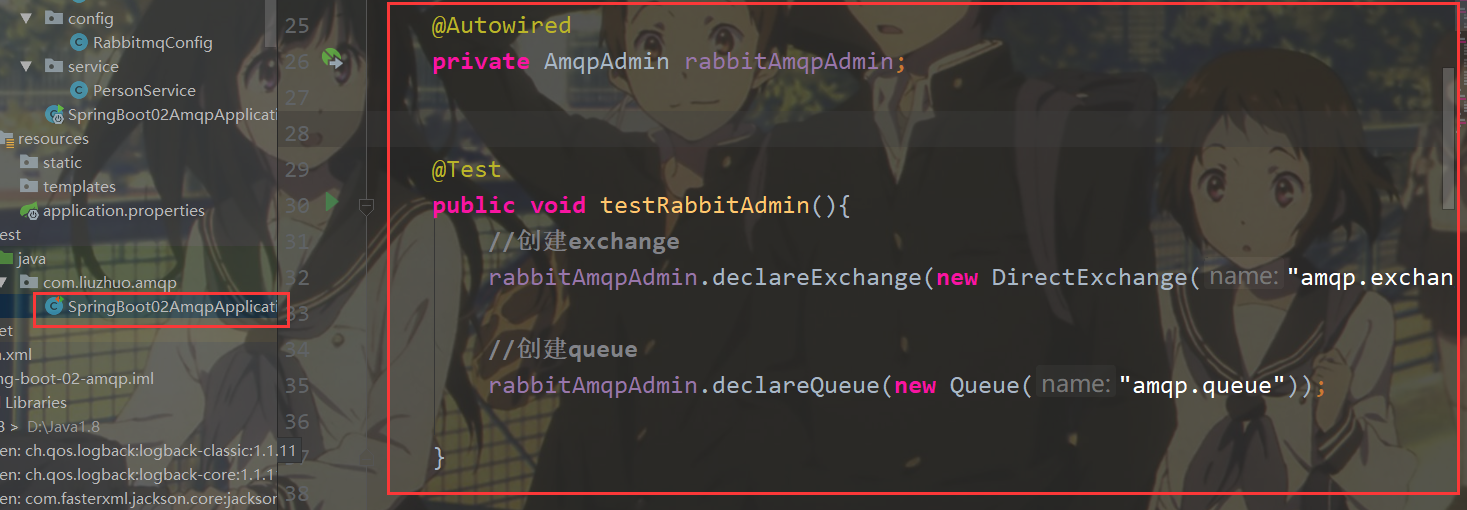 config
RabbitmqConfig
service
PersonService
SpringBoot02AmqpApplicati
resources
static
templates
application.properties
est
java
com.liuzhuo.amqp
SpringBoot02AmqpApplicati
et
.xml
ng-boot-02-amqp.iml
Libraries
8 > D:\Java1.8
en: ch.qos.logback:logback-classic:1.1.11
en: ch.qos.logback:logback-core:1.1.1
en: com.fasterxml.jackson.core:jackson
25 @Autowired
26 private AmqpAdmin rabbitAmqpAdmin;
27
28
29 @Test
30 public void testRabbitAdmin(){
31 //创建exchange
32 rabbitAmqpAdmin.declareExchange(new DirectExchange( name: "amqp.exchan
33
34 //创建queue
35 rabbitAmqpAdmin.declareQueue(new Queue( name: "amqp.queue"));
36
7 }
38